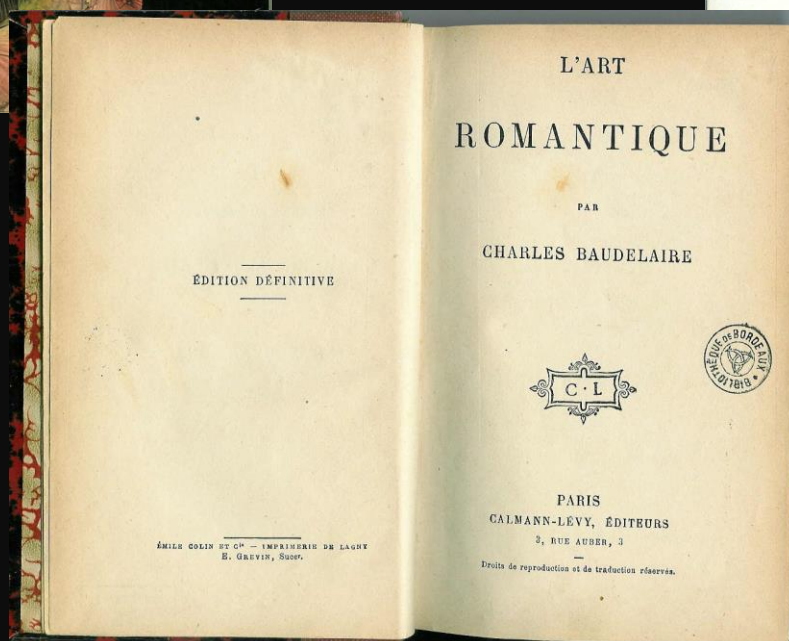 ÉDITION DÉFINITIVE
ÉMILE COLIN ET Cie — IMPRIMERIE DE LAGNY
E. GREVIN, Succr.
L'ART
ROMANTIQUE
PAR
CHARLES BAUDELAIRE
C · L
BIBLIOTHÈQUE DE BORDEAUX
PARIS
CALMANN-LÉVY, ÉDITEURS
3, RUE AUBER, 3
Droits de reproduction et de traduction réservés.